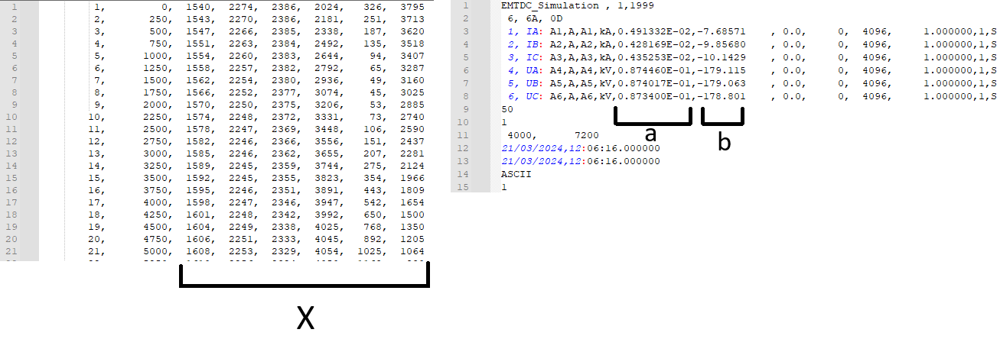 1 1, 0, 1540, 2274, 2386, 2024, 326, 3795
2 2, 250, 1543, 2270, 2386, 2181, 251, 3713
3 3, 500, 1547, 2266, 2385, 2338, 187, 3620
4 4, 750, 1551, 2263, 2384, 2492, 135, 3518
5 5, 1000, 1554, 2260, 2383, 2644, 94, 3407
6 6, 1250, 1558, 2257, 2382, 2792, 65, 3287
7 7, 1500, 1562, 2254, 2380, 2936, 49, 3160
8 8, 1750, 1566, 2252, 2377, 3074, 45, 3025
9 9, 2000, 1570, 2250, 2375, 3206, 53, 2885
10 10, 2250, 1574, 2248, 2372, 3331, 73, 2740
11 11, 2500, 1578, 2247, 2369, 3448, 106, 2590
12 12, 2750, 1582, 2246, 2366, 3556, 151, 2437
13 13, 3000, 1585, 2246, 2362, 3655, 207, 2281
14 14, 3250, 1589, 2245, 2359, 3744, 275, 2124
15 15, 3500, 1592, 2245, 2355, 3823, 354, 1966
16 16, 3750, 1595, 2246, 2351, 3891, 443, 1809
17 17, 4000, 1598, 2247, 2346, 3947, 542, 1654
18 18, 4250, 1601, 2248, 2342, 3992, 650, 1500
19 19, 4500, 1604, 2249, 2338, 4025, 768, 1350
20 20, 4750, 1606, 2251, 2333, 4045, 892, 1205
21 21, 5000, 1608, 2253, 2329, 4054, 1025, 1064
X
1 EMTDC_Simulation , 1,1999
2 6, 6A, 0D
3 1, IA: A1,A,A1,kA,0.491332E-02,-7.68571 , 0.0, 0, 4096, 1.000000,1,S
4 2, IB: A2,A,A2,kA,0.428169E-02,-9.85680 , 0.0, 0, 4096, 1.000000,1,S
5 3, IC: A3,A,A3,kA,0.435253E-02,-10.1429 , 0.0, 0, 4096, 1.000000,1,S
6 4, UA: A4,A,A4,kV,0.874460E-01,-179.115 , 0.0, 0, 4096, 1.000000,1,S
7 5, UB: A5,A,A5,kV,0.874017E-01,-179.063 , 0.0, 0, 4096, 1.000000,1,S
8 6, UC: A6,A,A6,kV,0.873400E-01,-178.801 , 0.0, 0, 4096, 1.000000,1,S
9 50
10 1
11 4000, 7200
12 21/03/2024,12:06:16.000000
13 21/03/2024,12:06:16.000000
14 ASCII
15 1
a
b